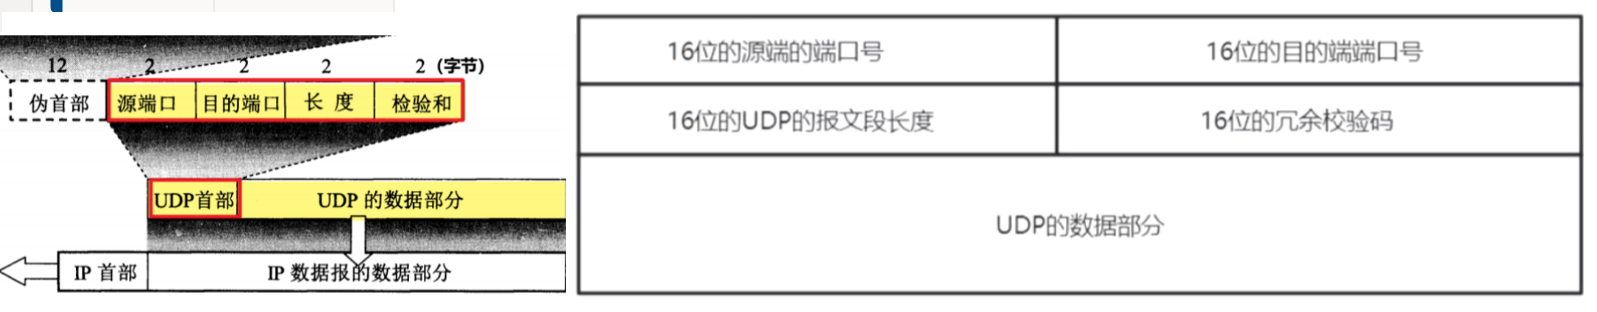 12 2 2 2 2 (字节)
伪首部 源端口 目的端口 长 度 检验和
UDP首部 UDP 的数据部分
IP 首部 IP 数据报的数据部分
16位的源端的端口号 16位的目的端端口号
16位的UDP的报文段长度 16位的冗余校验码
UDP的数据部分